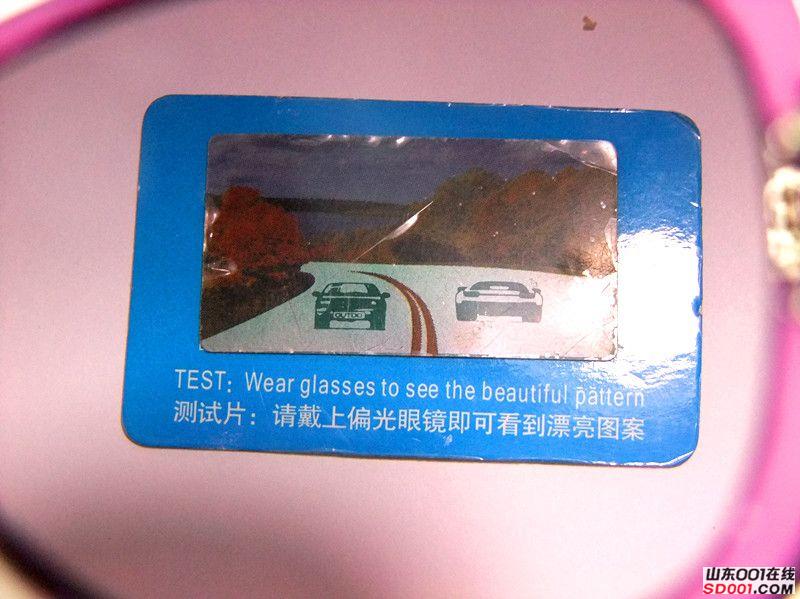 TEST: Wear glasses to see the beautiful pattern
测试片：请戴上偏光眼镜即可看到漂亮图案
山东001在线
SD001.COM